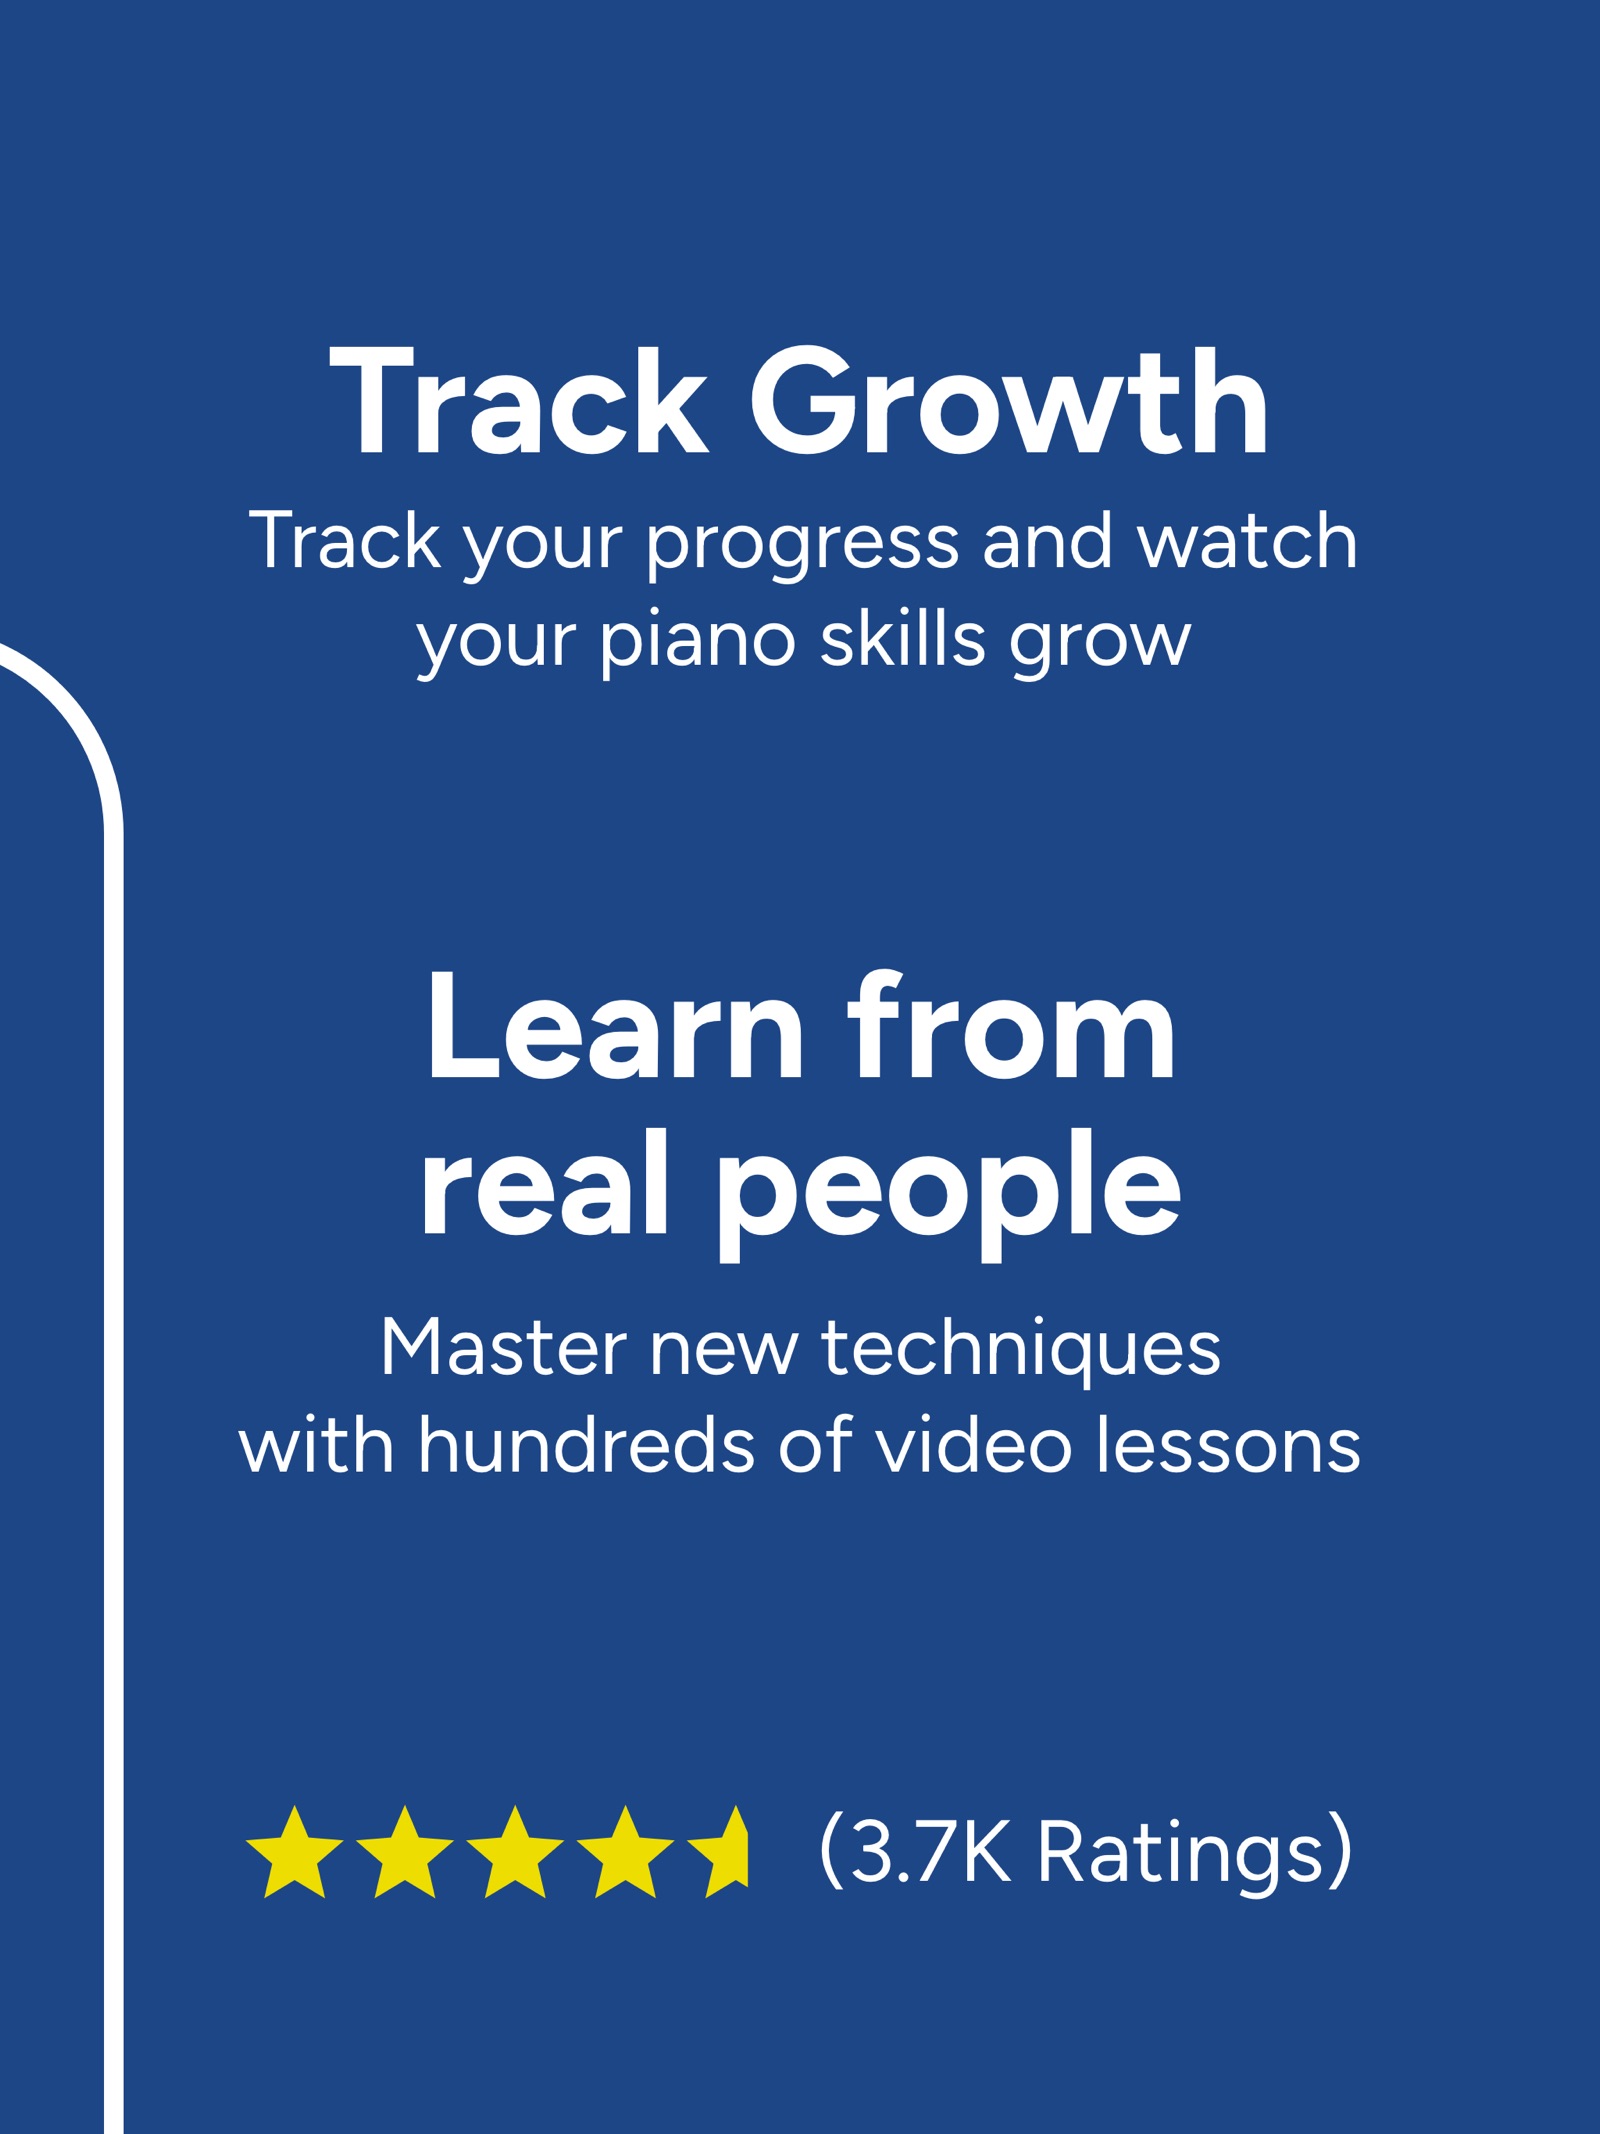 Track Growth
Track your progress and watch
your piano skills grow
Learn from
real people
Master new techniques
with hundreds of video lessons
(3.7K Ratings)